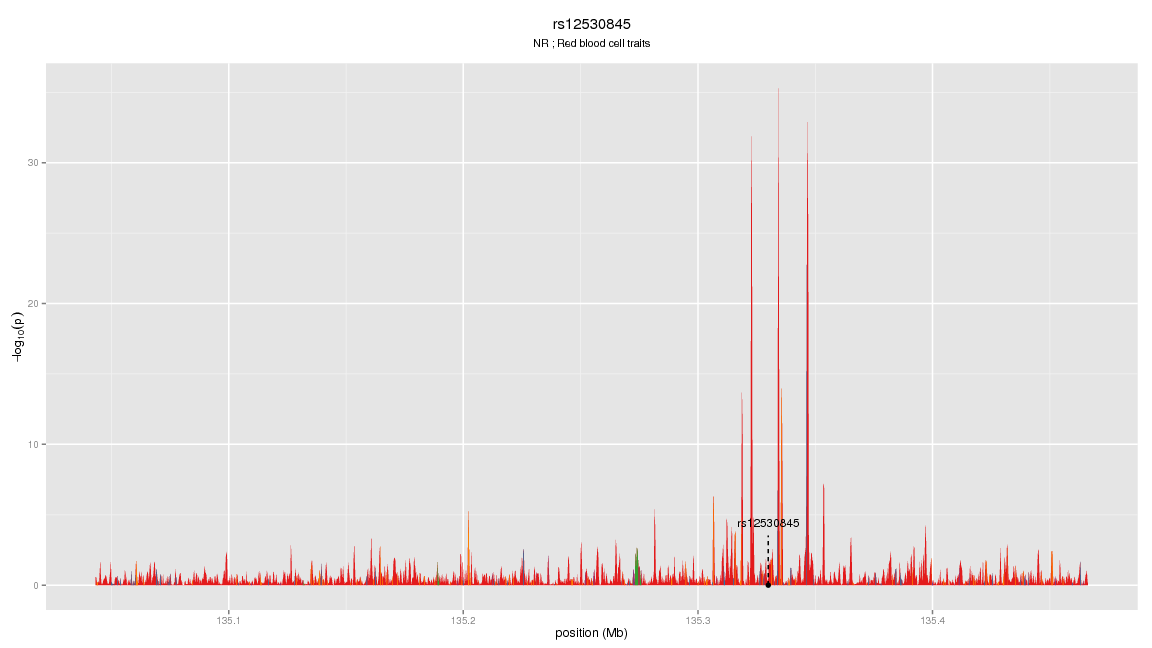 rs12530845
NR ; Red blood cell traits
30
20
10
0
−log10(p)
rs12530845
135.1
135.2
135.3
135.4
position (Mb)